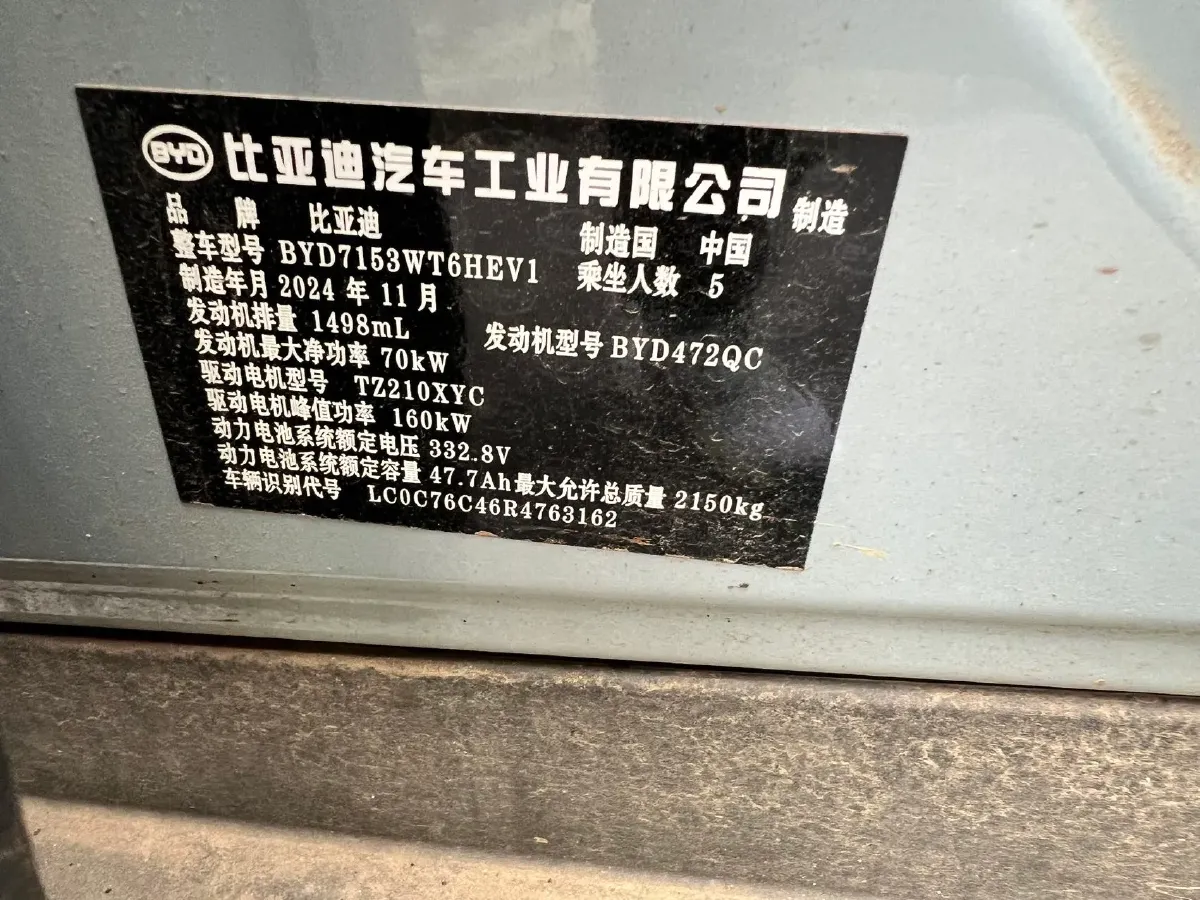 BYD 比亚迪汽车工业有限公司 制造
品牌 比亚迪 制造国 中国
整车型号 BYD7153WT6HEV1 乘坐人数 5
制造年月 2024 年 11 月
发动机排量 1498mL 发动机型号 BYD472QC
发动机最大净功率 70kW
驱动电机型号 TZ210XYC
驱动电机峰值功率 160kW
动力电池系统额定电压 332.8V
动力电池系统额定容量 47.7Ah 最大允许总质量 2150kg
车辆识别代号 LC0C76C46R4763162